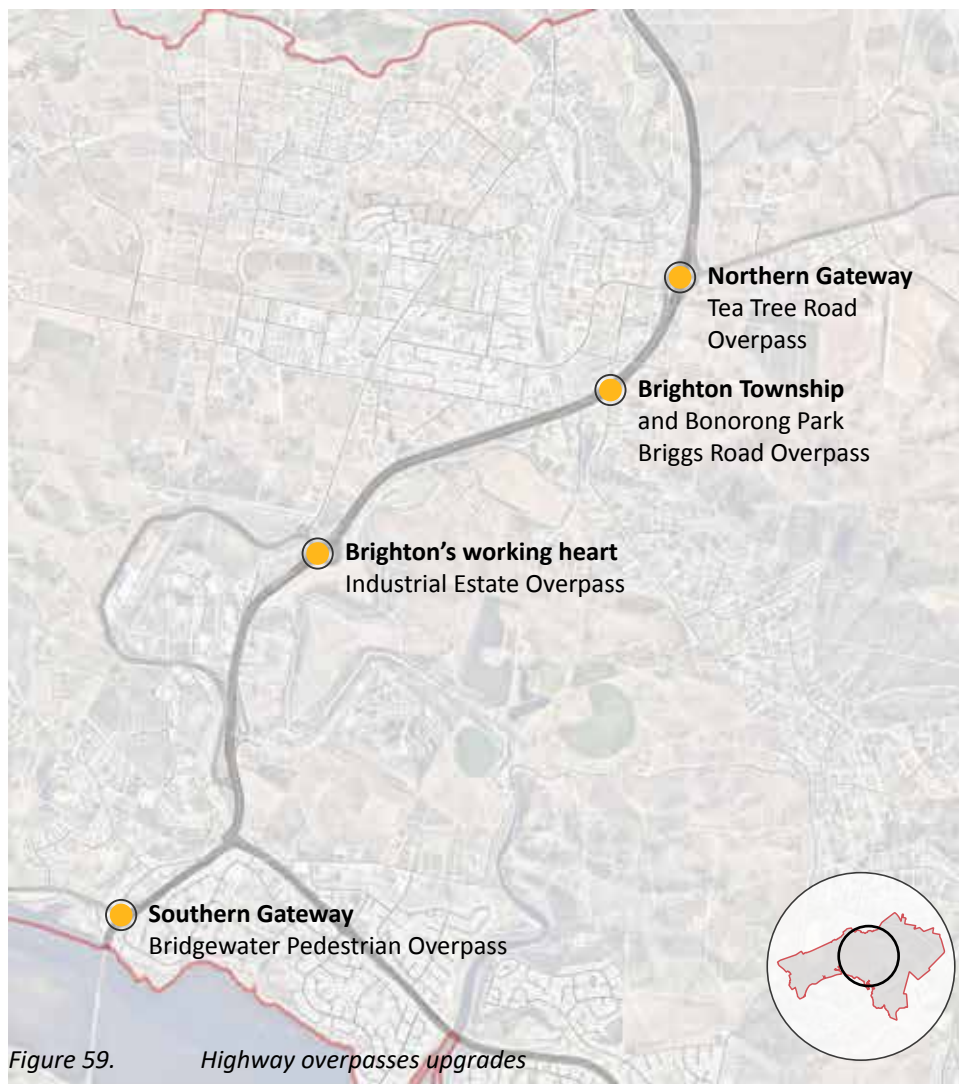 Northern Gateway
Tea Tree Road
Overpass
Brighton Township
and Bonorong Park
Briggs Road Overpass
Brighton's working heart
Industrial Estate Overpass
Southern Gateway
Bridgewater Pedestrian Overpass
Figure 59. Highway overpasses upgrades